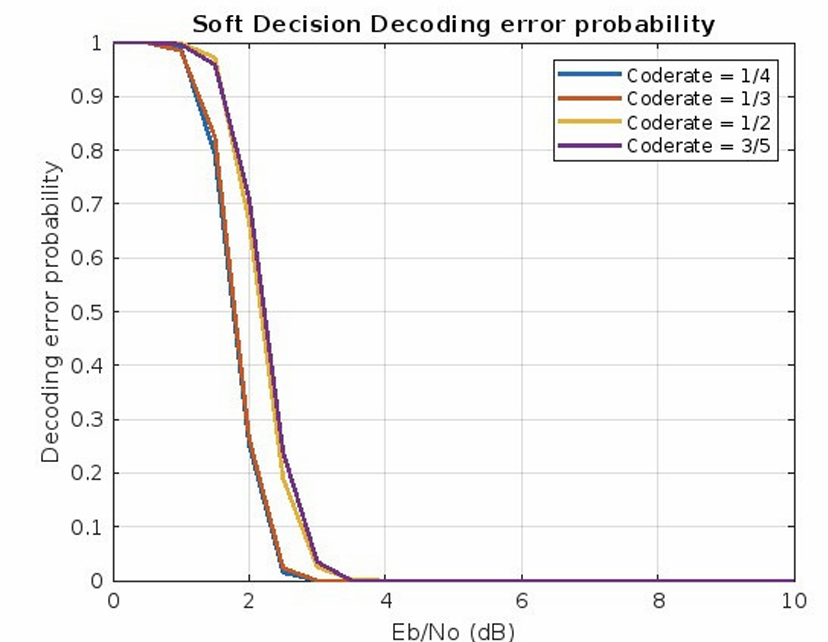 Soft Decision Decoding error probability
Coderate = 1/4
Coderate = 1/3
Coderate = 1/2
Coderate = 3/5
Decoding error probability
1
0.9
0.8
0.7
0.6
0.5
0.4
0.3
0.2
0.1
0
0 2 4 6 8 10
Eb/No (dB)